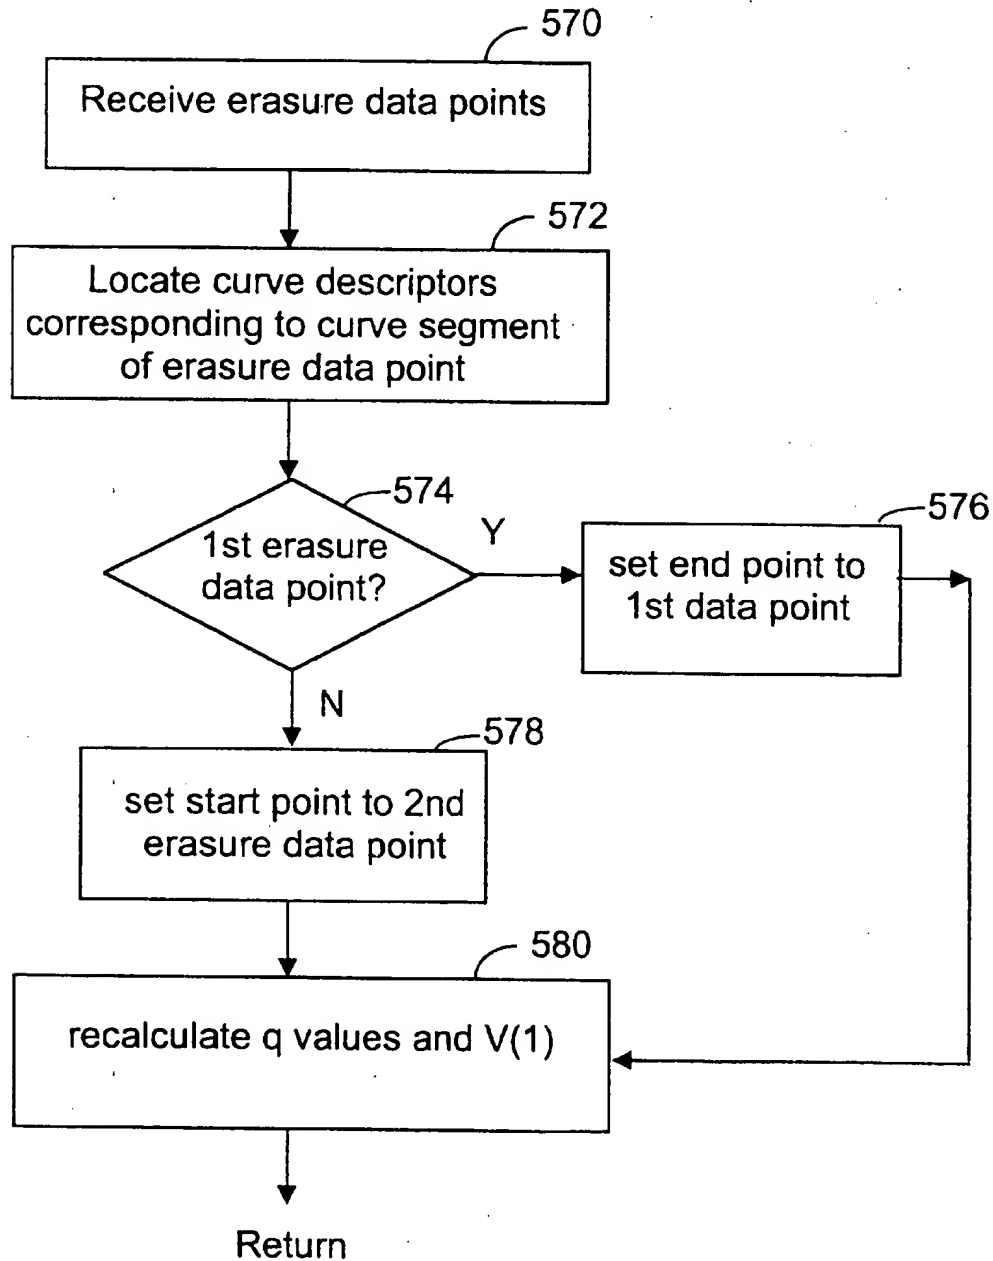 570
Receive erasure data points
572
Locate curve descriptors
corresponding to curve segment
of erasure data point
574
1st erasure
data point?
Y
576
set end point to
1st data point
N
578
set start point to 2nd
erasure data point
580
recalculate q values and V(1)
Return